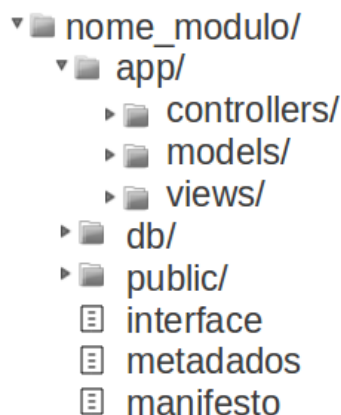 nome_modulo/
app/
controllers/
models/
views/
db/
public/
interface
metadados
manifesto